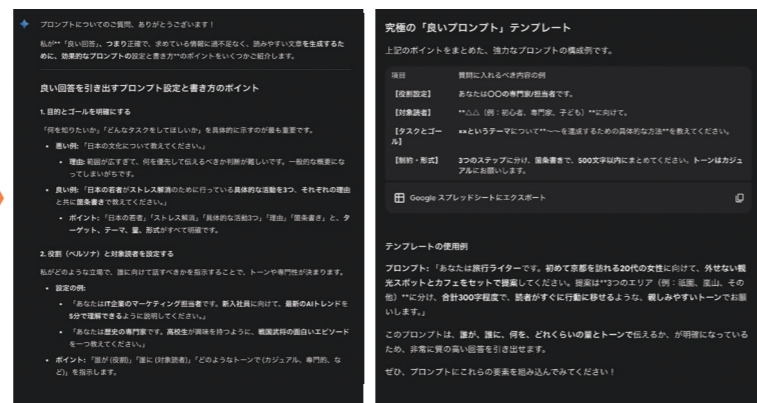 プロンプトについてのご質問、ありがとうございます！
私が**「良い回答」、つまり正確で、求めている情報に過不足なく、読みやすい文章を生成するた
めに、効果的なプロンプトの設定と書き方**のポイントをいくつかご紹介します。
良い回答を引き出すプロンプト設定と書き方のポイント
1. 目的とゴールを明確にする
「何を知りたいか」「どんなタスクをしてほしいか」を具体的に示すのが最も重要です。
• 悪い例: 「日本の文化について教えてください。」
• 理由: 範囲が広すぎて、何を優先して伝えるべきか判断が難しいです。一般的な概要にな
ってしまいがちです。
• 良い例: 「日本の若者がストレス解消のために行っている具体的な活動を3つ、それぞれの理由
と共に箇条書きで教えてください。」
• ポイント: 「日本の若者」「ストレス解消」「具体的な活動3つ」「理由」「箇条書き」と、タ
ーゲット、テーマ、量、形式がすべて明確です。
2. 役割（ペルソナ）と対象読者を設定する
私がどのような立場で、誰に向けて話すべきかを指示することで、トーンや専門性が決まります。
• 設定の例:
• 「あなたはIT企業のマーケティング担当者です。新入社員に向けて、最新のAIトレンドを
5分で理解できるように説明してください。」
• 「あなたは歴史の専門家です。高校生が興味を持つように、戦国武将の面白いエピソード
を一つ教えてください。」
• ポイント: 「誰が (役割)」「誰に (対象読者)」「どのようなトーンで (カジュアル、専門的、な
ど)」を指示します。
究極の「良いプロンプト」テンプレート
上記のポイントをまとめた、強力なプロンプトの構成例です。
項目 質問に入れるべき内容の例
【役割設定】 あなたは〇〇の専門家/担当者です。
【対象読者】 **△△（例：初心者、専門家、子ども）**に向けて。
【タスクとゴー
ル】 ××というテーマについて**〜〜を達成するための具体的な方法**を教えてください。
【制約・形式】 3つのステップに分け、箇条書きで、500文字以内にまとめてください。トーンはカジュ
アルにお願いします。
Google スプレッドシートにエクスポート
テンプレートの使用例
プロンプト: 「あなたは旅行ライターです。初めて京都を訪れる20代の女性に向けて、外せない観
光スポットとカフェをセットで提案してください。提案は**3つのエリア（例：祇園、嵐山、その
他）**に分け、合計300字程度で、読者がすぐに行動に移せるような、親しみやすいトーンでお願
いします。」
このプロンプトは、誰が、誰に、何を、どれくらいの量とトーンで伝えるか、が明確になっている
ため、非常に質の高い回答を引き出せます。
ぜひ、プロンプトにこれらの要素を組み込んでみてください！